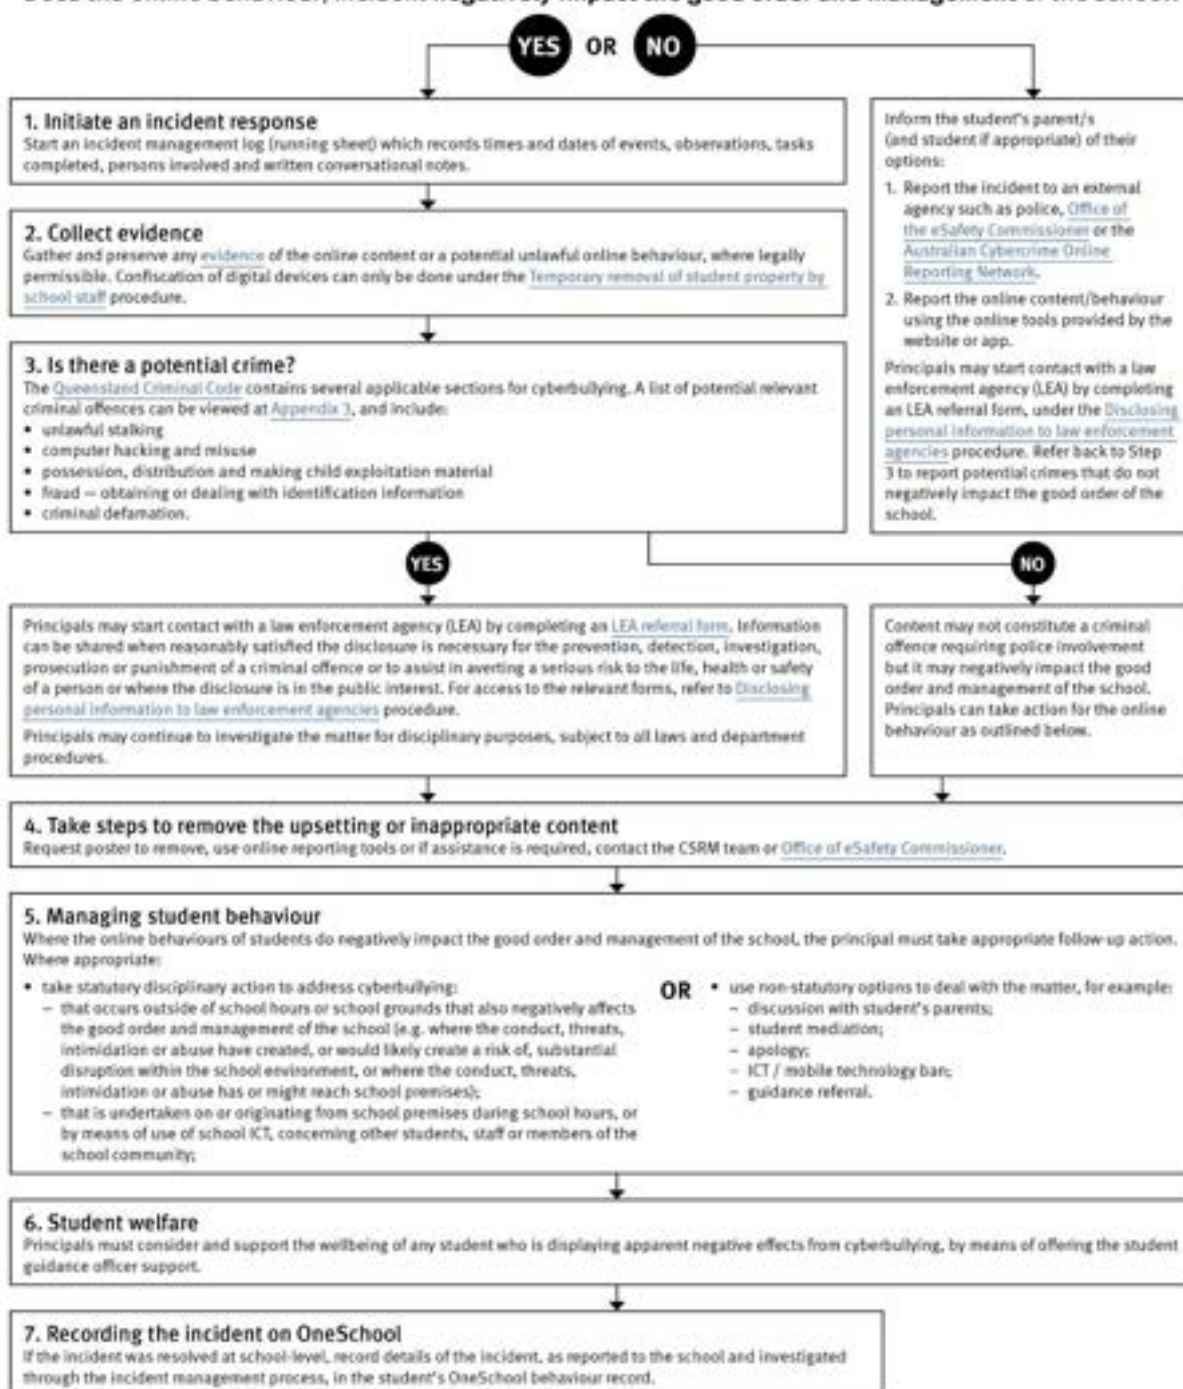 YES OR NO
1. Initiate an incident response
Start an incident management log (running sheet) which records times and dates of events, observations, tasks
completed, persons involved and written conversational notes.
2. Collect evidence
Gather and preserve any evidence of the online content or a potential unlawful online behaviour, where legally
permissible. Confiscation of digital devices can only be done under the Temporary removal of student property by
school staff procedure.
3. Is there a potential crime?
The Queensland Criminal Code contains several applicable sections for cyberbullying. A list of potential relevant
criminal offences can be viewed at Appendix 3, and include:
• unlawful stalking
• computer hacking and misuse
• possession, distribution and making child exploitation material
• fraud – obtaining or dealing with identification information
• criminal defamation.
Inform the student's parent/s
(and student if appropriate) of their
options:
1. Report the incident to an external
agency such as police, Office of
the eSafety Commissioner or the
Australian Cybercrime Online
Reporting Network.
2. Report the online content/behaviour
using the online tools provided by the
website or app.
Principals may start contact with a law
enforcement agency (LEA) by completing
an LEA referral form, under the Disclosing
personal information to law enforcement
agencies procedure. Refer back to Step
3 to report potential crimes that do not
negatively impact the good order of the
school.
YES
NO
Principals may start contact with a law enforcement agency (LEA) by completing an LEA referral form. Information
can be shared when reasonably satisfied the disclosure is necessary for the prevention, detection, investigation,
prosecution or punishment of a criminal offence or to assist in averting a serious risk to the life, health or safety
of a person or where the disclosure is in the public interest. For access to the relevant forms, refer to Disclosing
personal information to law enforcement agencies procedure.
Principals may continue to investigate the matter for disciplinary purposes, subject to all laws and department
procedures.
Content may not constitute a criminal
offence requiring police involvement
but it may negatively impact the good
order and management of the school.
Principals can take action for the online
behaviour as outlined below.
4. Take steps to remove the upsetting or inappropriate content
Request poster to remove, use online reporting tools or if assistance is required, contact the CSRM team or Office of eSafety Commissioner.
5. Managing student behaviour
Where the online behaviours of students do negatively impact the good order and management of the school, the principal must take appropriate follow-up action.
Where appropriate:
• take statutory disciplinary action to address cyberbullying:
– that occurs outside of school hours or school grounds that also negatively affects
the good order and management of the school (e.g. where the conduct, threats,
intimidation or abuse have created, or would likely create a risk of, substantial
disruption within the school environment, or where the conduct, threats,
intimidation or abuse has or might reach school premises);
– that is undertaken on or originating from school premises during school hours, or
by means of use of school ICT, concerning other students, staff or members of the
school community;
OR
• use non-statutory options to deal with the matter, for example:
– discussion with student's parents;
– student mediation;
– apology;
– ICT / mobile technology ban;
– guidance referral.
6. Student welfare
Principals must consider and support the wellbeing of any student who is displaying apparent negative effects from cyberbullying, by means of offering the student
guidance officer support.
7. Recording the incident on OneSchool
If the incident was resolved at school-level, record details of the incident, as reported to the school and investigated
through the incident management process, in the student's OneSchool behaviour record.